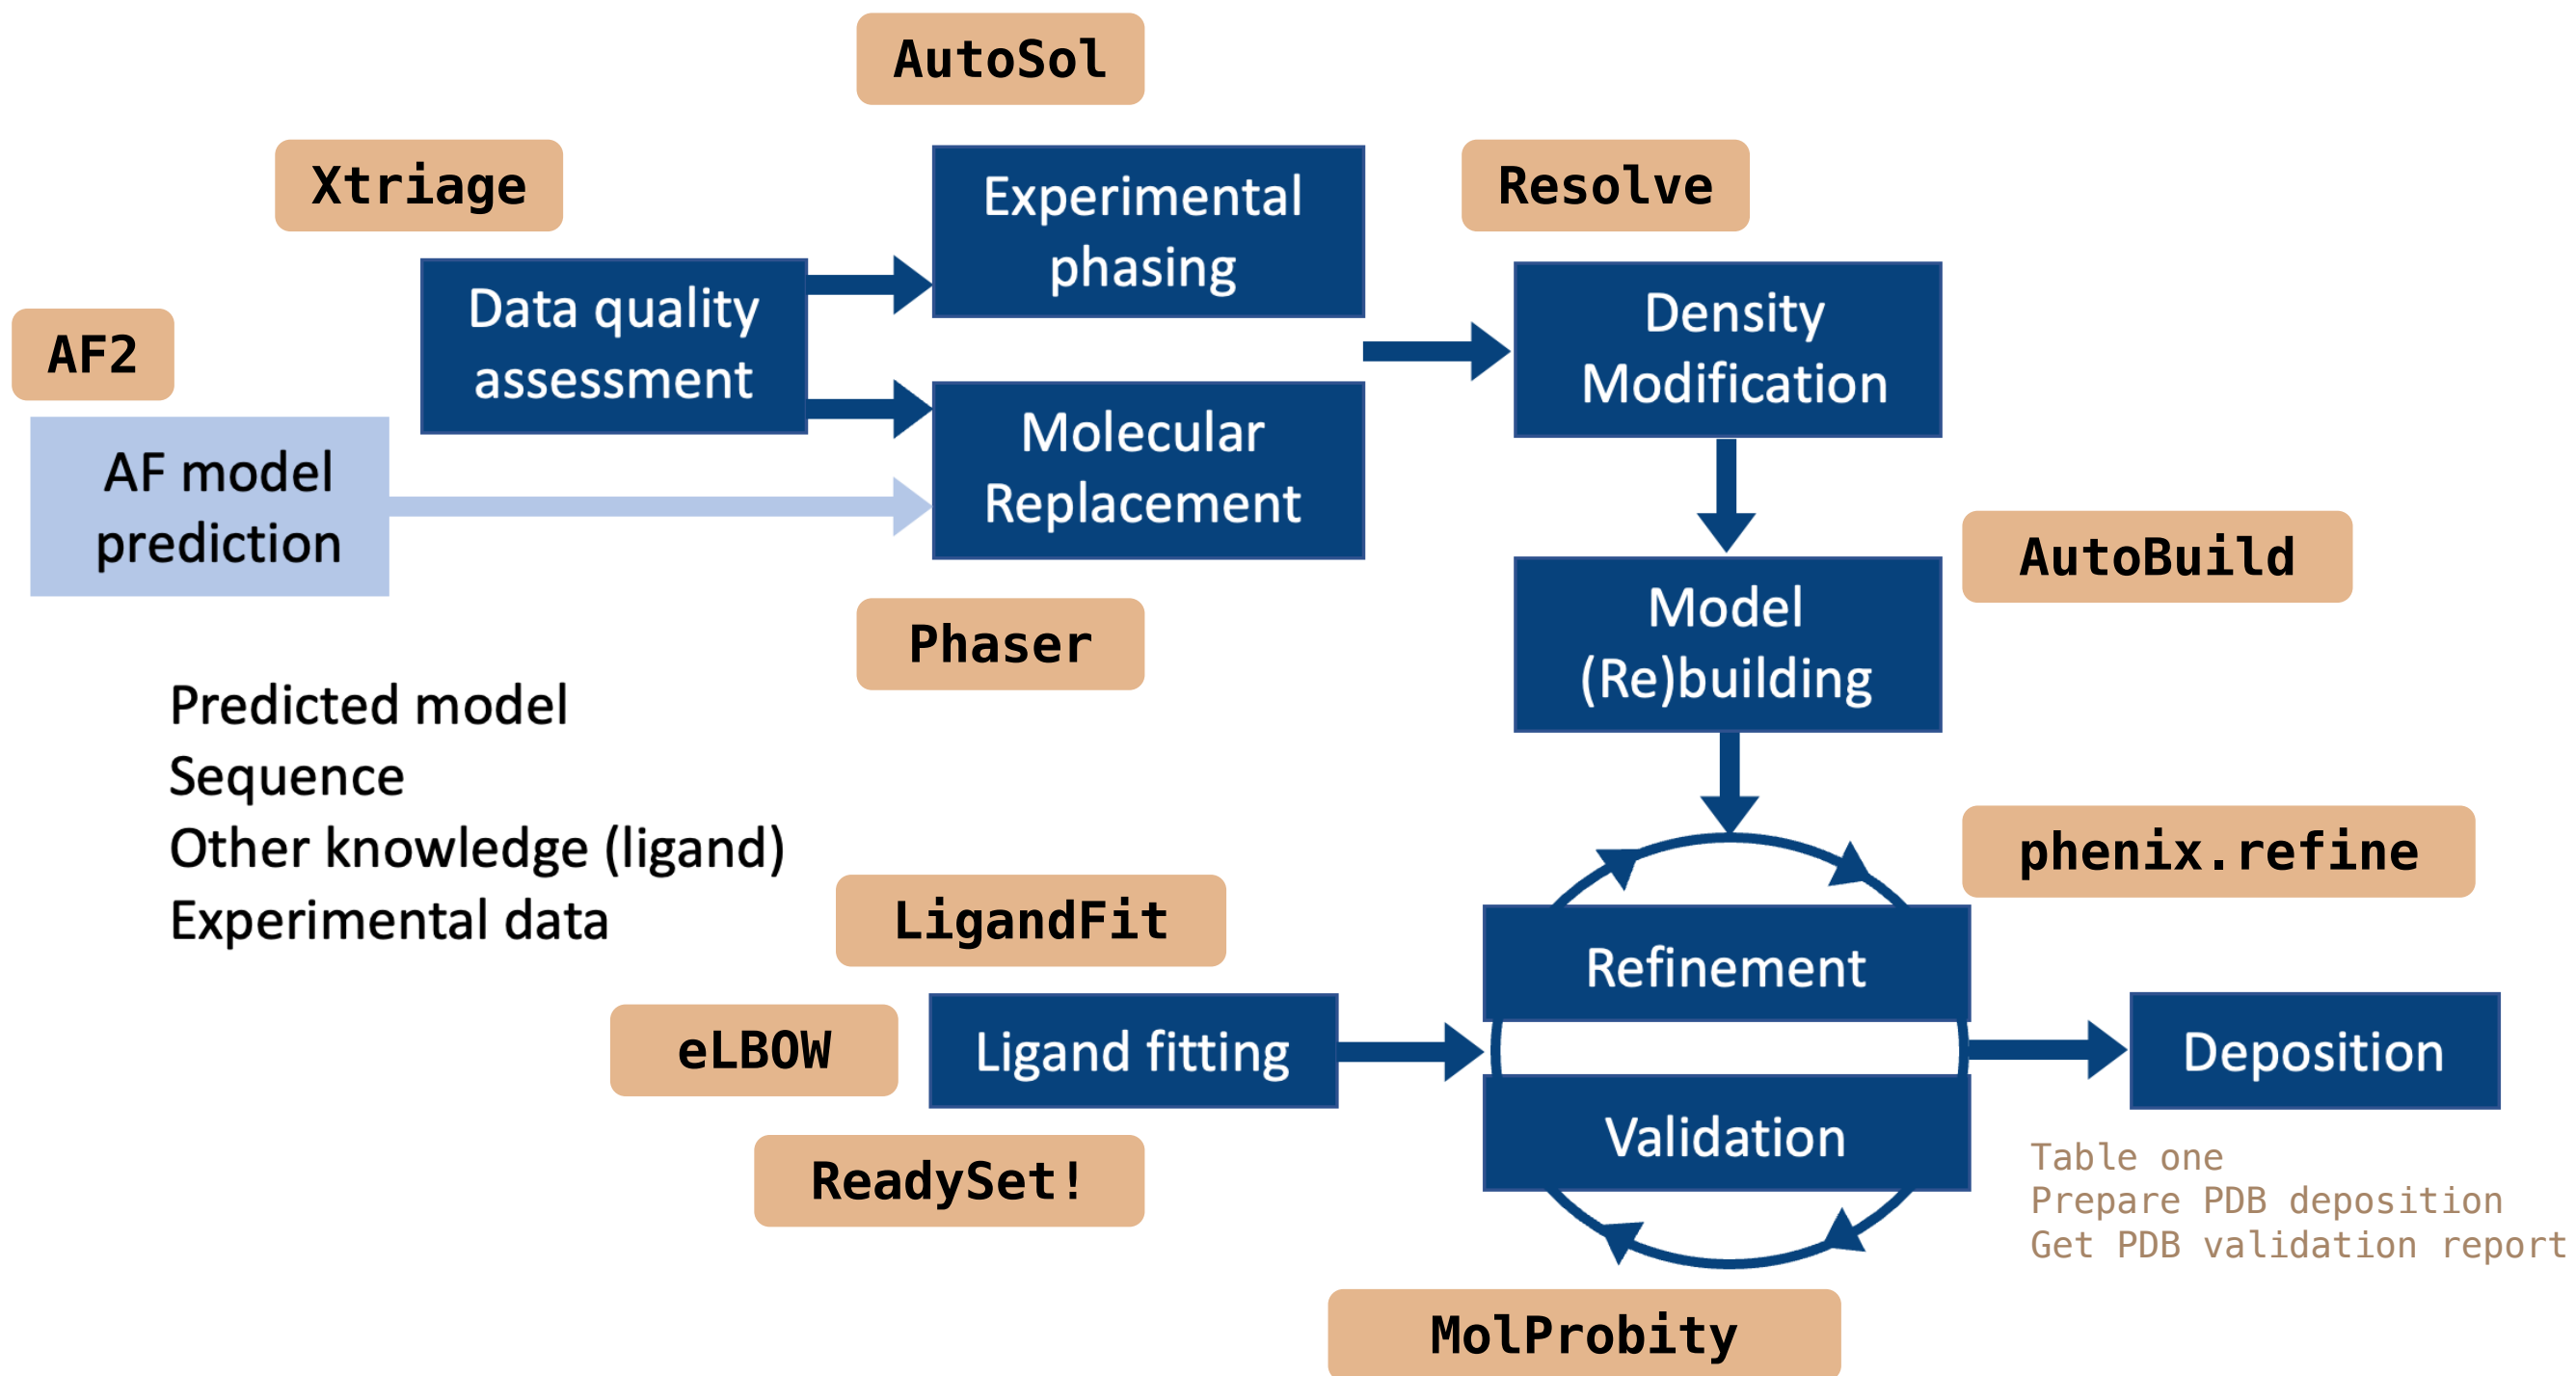 AutoSol
Xtriage
Experimental
phasing
Resolve
Data quality
assessment
Density
Modification
AF2
AF model
prediction
Molecular
Replacement
AutoBuild
Model
(Re)building
Phaser
Predicted model
Sequence
Other knowledge (ligand)
Experimental data
phenix.refine
LigandFit
Refinement
eLBOW
Ligand fitting
Deposition
Validation
ReadySet!
Table one
Prepare PDB deposition
Get PDB validation report
MolProbity